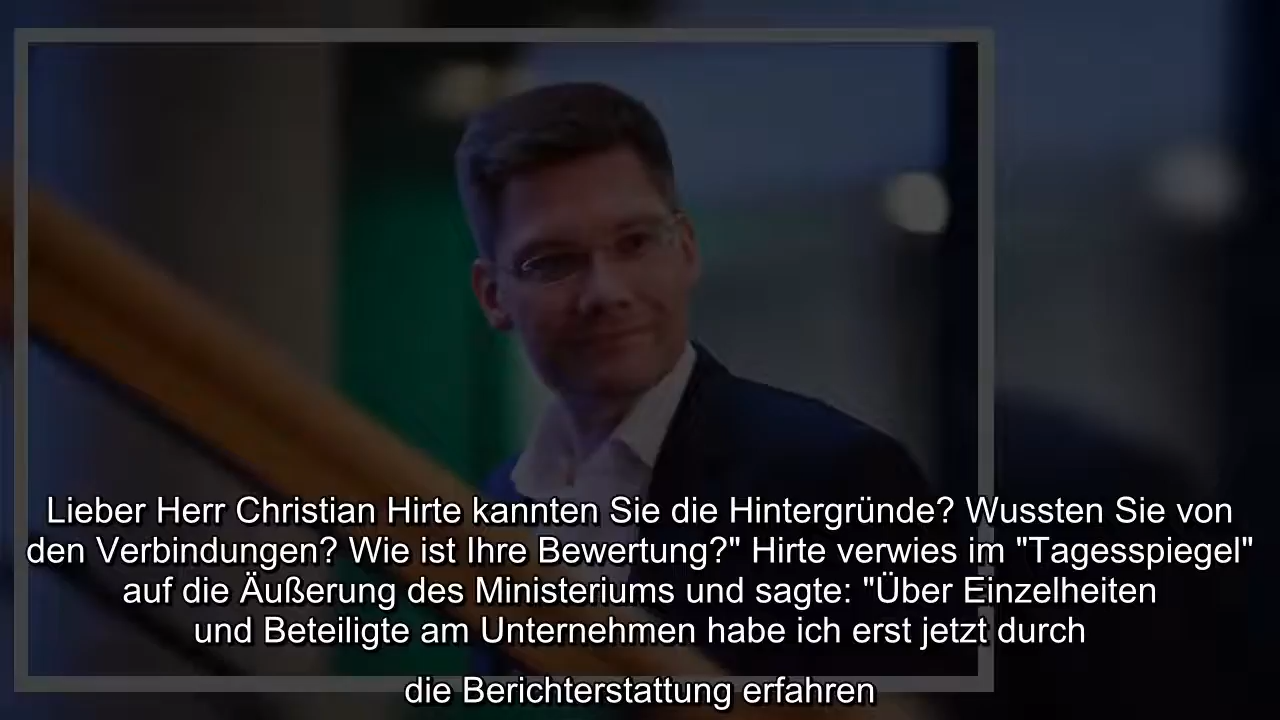 Lieber Herr Christian Hirte kannten Sie die Hintergründe? Wussten Sie von
den Verbindungen? Wie ist Ihre Bewertung?" Hirte verwies im "Tagesspiegel"
auf die Äußerung des Ministeriums und sagte: "Über Einzelheiten
und Beteiligte am Unternehmen habe ich erst jetzt durch
die Berichterstattung erfahren